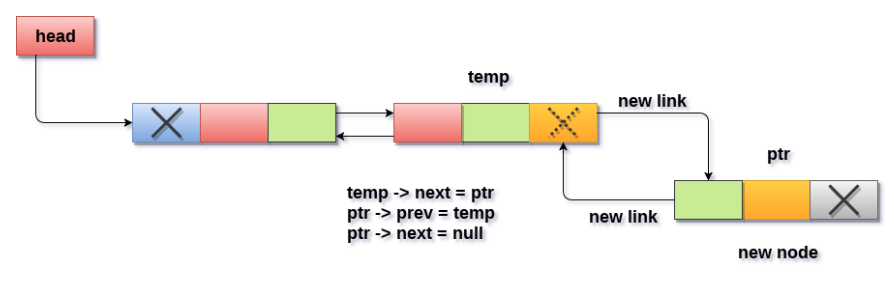 head
temp
new link
ptr
temp -> next = ptr
ptr -> prev = temp
ptr -> next = null
new link
new node